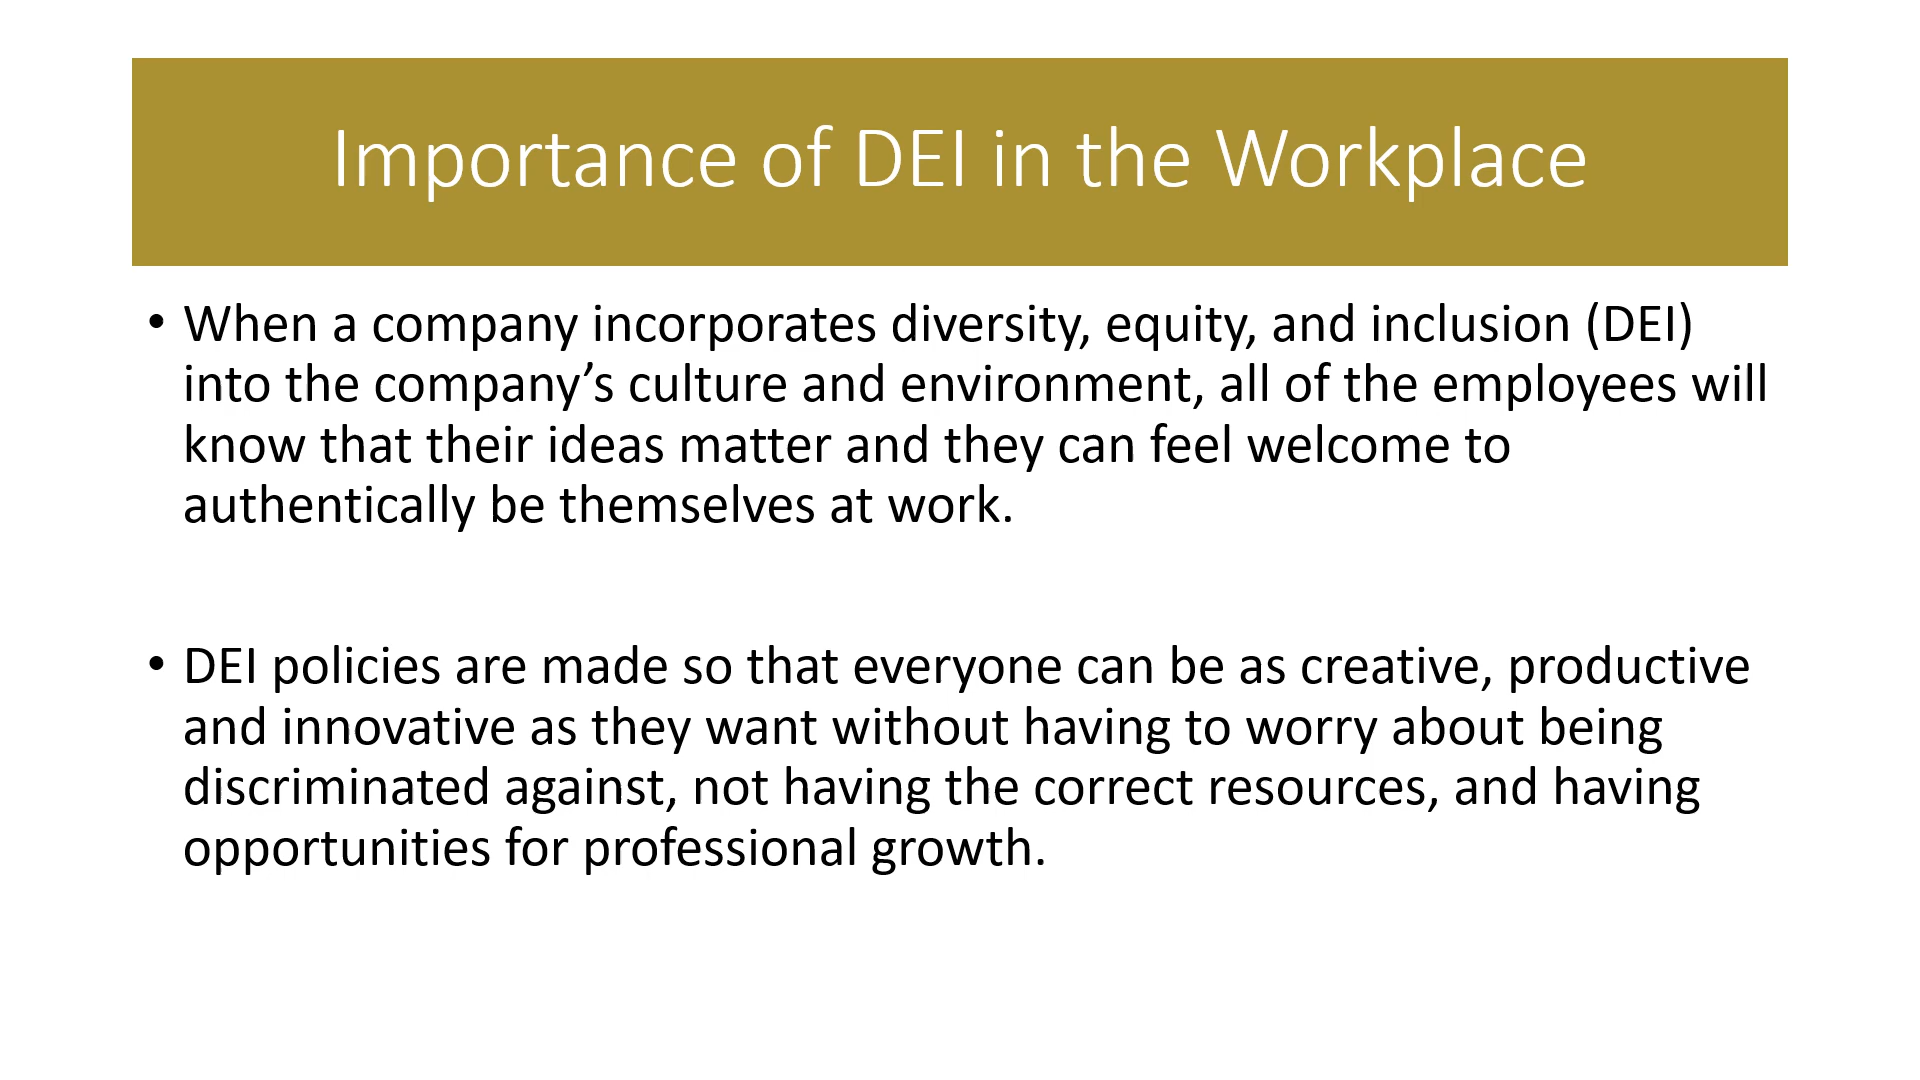 Importance of DEI in the Workplace
• When a company incorporates diversity, equity, and inclusion (DEI)
into the company’s culture and environment, all of the employees will
know that their ideas matter and they can feel welcome to
authentically be themselves at work.
• DEI policies are made so that everyone can be as creative, productive
and innovative as they want without having to worry about being
discriminated against, not having the correct resources, and having
opportunities for professional growth.